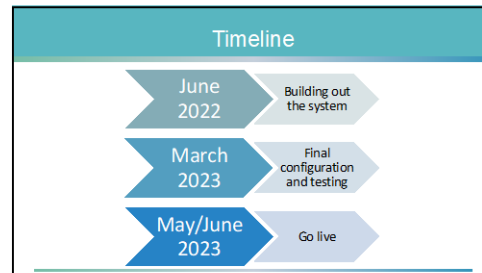 Timeline
June
2022
Building out
the system
March
2023
Final
configuration
and testing
May/June
2023
Go live